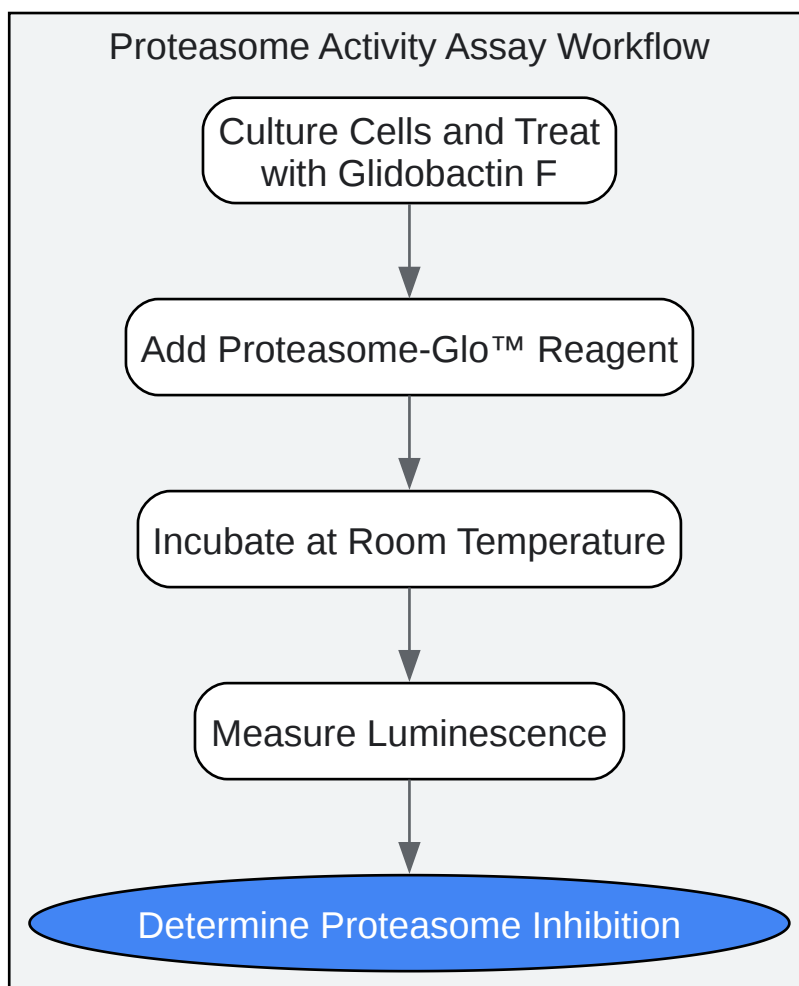 Proteasome Activity Assay Workflow
Culture Cells and Treat
with Glidobactin F
Add Proteasome-Glo™ Reagent
Incubate at Room Temperature
Measure Luminescence
Determine Proteasome Inhibition